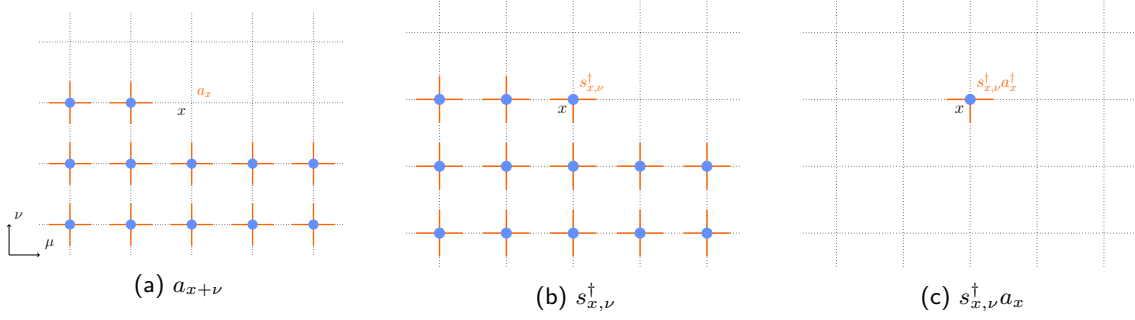 a_x
x
ν
μ
(a) a_{x+ν}
s^†_{x,ν}
x
(b) s^†_{x,ν}
s^†_{x,ν} a^†_x
x
(c) s^†_{x,ν} a_x